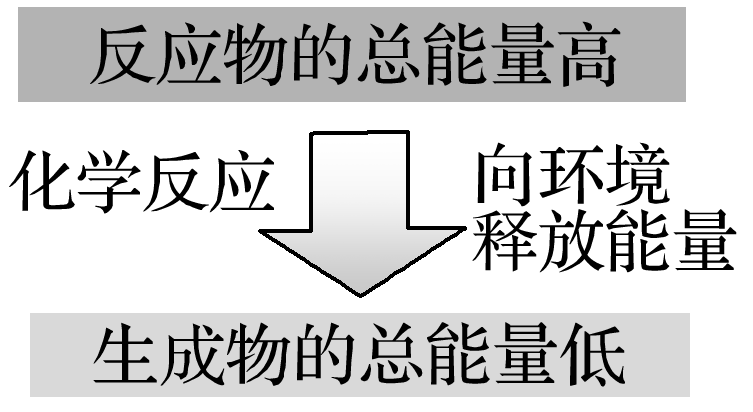 反应物的总能量高
化学反应
向环境
释放能量
生成物的总能量低